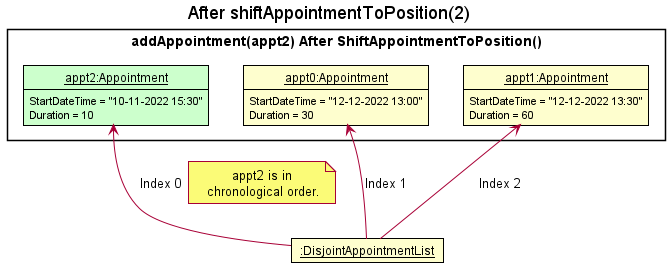 After shiftAppointmentToPosition(2)
addAppointment(appt2) After ShiftAppointmentToPosition()
appt2:Appointment
StartDateTime = "10-11-2022 15:30"
Duration = 10
appt0:Appointment
StartDateTime = "12-12-2022 13:00"
Duration = 30
appt1:Appointment
StartDateTime = "12-12-2022 13:30"
Duration = 60
Index 0
appt2 is in
chronological order.
Index 1
Index 2
:DisjointAppointmentList